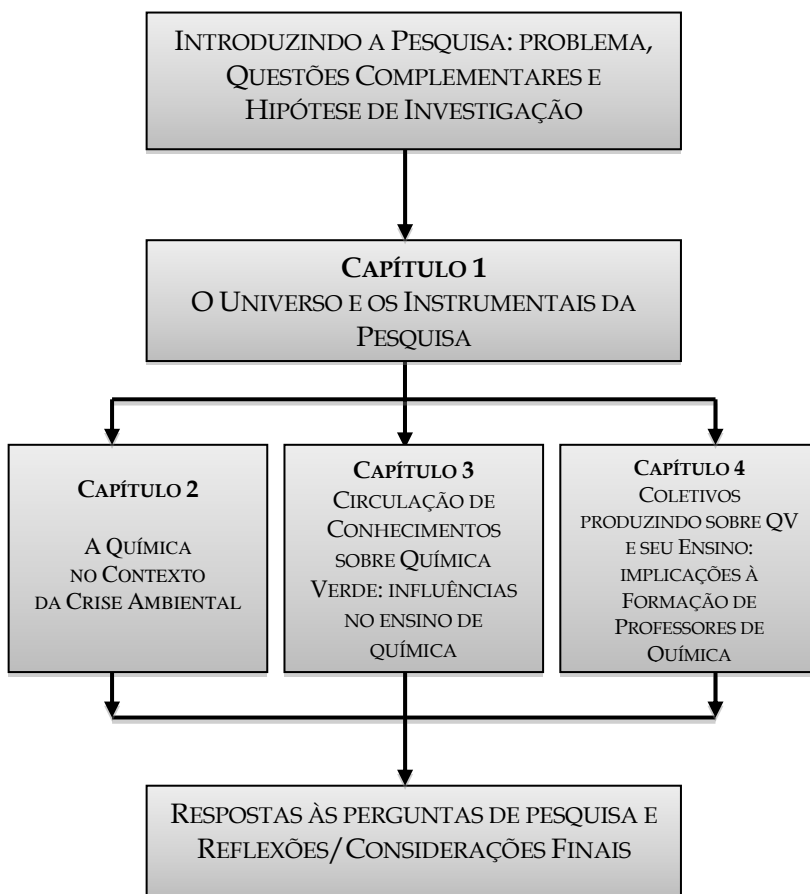 Introduzindo a Pesquisa: problema,
Questões Complementares e
Hipótese de Investigação
Capítulo 1
O Universo e os Instrumentais da
Pesquisa
Capítulo 2
A Química
no Contexto
da Crise Ambiental
Capítulo 3
Circulação de
Conhecimentos
sobre Química
Verde: influências
no ensino de
química
Capítulo 4
Coletivos
produzindo sobre QV
e seu Ensino:
implicações à
Formação de
Professores de
Química
Respostas às perguntas de pesquisa e
Reflexões/Considerações Finais